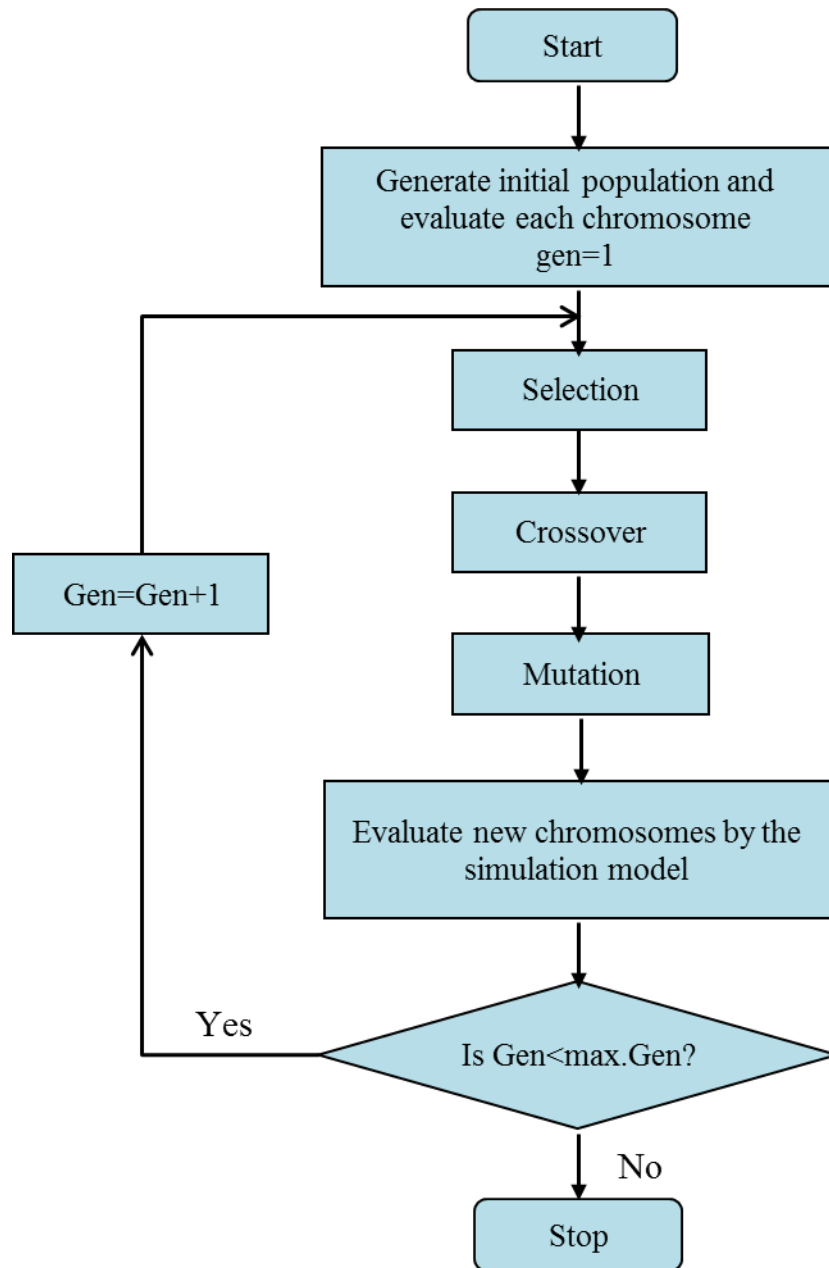 Start
Generate initial population and
evaluate each chromosome
gen=1
Selection
Crossover
Gen=Gen+1
Mutation
Evaluate new chromosomes by the
simulation model
Yes
Is Gen<max.Gen?
No
Stop